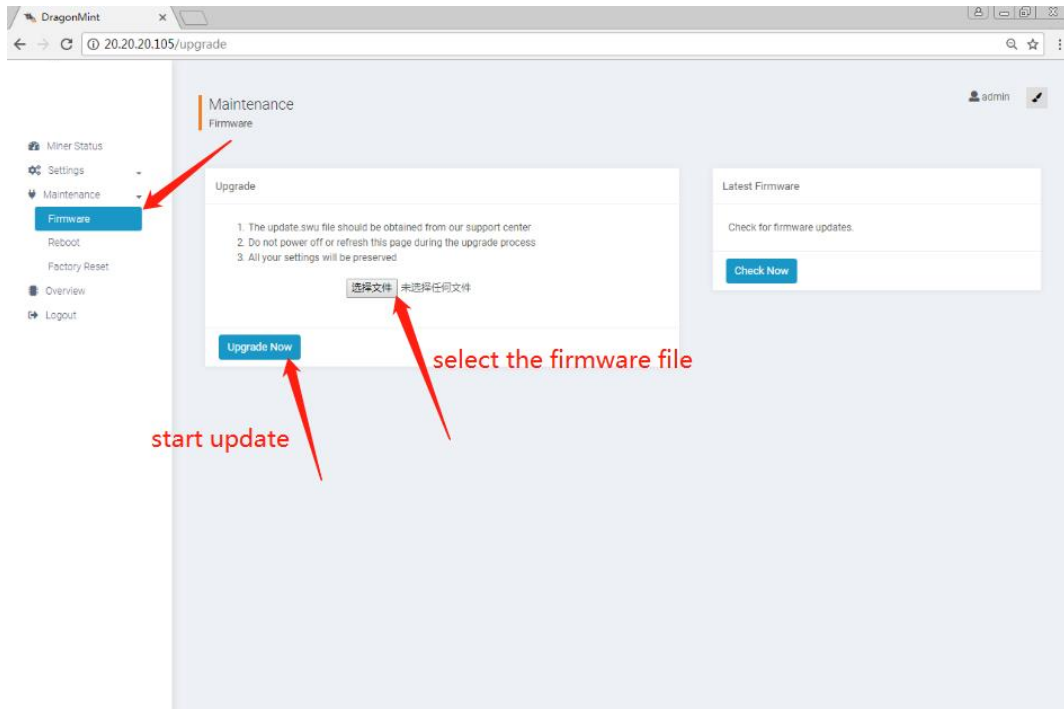 DragonMint
20.20.20.105/upgrade
Maintenance
Firmware
admin
Miner Status
Settings
Maintenance
Firmware
Reboot
Factory Reset
Overview
Logout
Upgrade
1. The update.swu file should be obtained from our support center
2. Do not power off or refresh this page during the upgrade process
3. All your settings will be preserved
选择文件 未选择任何文件
Upgrade Now
select the firmware file
start update
Latest Firmware
Check for firmware updates.
Check Now